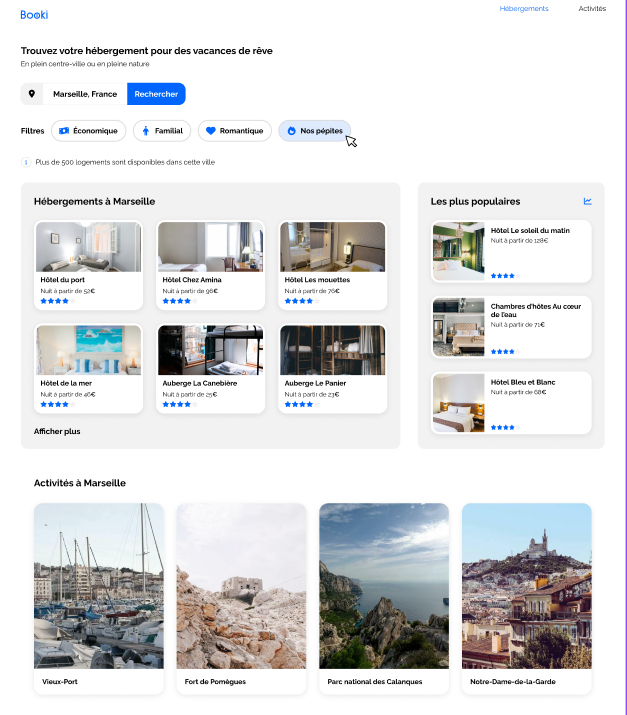 Booki
Hébergements
Activités
Trouvez votre hébergement pour des vacances de rêve
En plein centre-ville ou en pleine nature
Marseille, France
Rechercher
Filtres
Économique
Familial
Romantique
Nos pépites
Plus de 500 logements sont disponibles dans cette ville
Hébergements à Marseille
Hôtel du port
Nuit à partir de 52€
Hôtel Chez Amina
Nuit à partir de 96€
Hôtel Les mouettes
Nuit à partir de 76€
Hôtel de la mer
Nuit à partir de 46€
Auberge La Canebière
Nuit à partir de 25€
Auberge Le Panier
Nuit à partir de 23€
Afficher plus
Les plus populaires
Hôtel Le soleil du matin
Nuit à partir de 128€
Chambres d'hôtes Au cœur
de l'eau
Nuit à partir de 71€
Hôtel Bleu et Blanc
Nuit à partir de 68€
Activités à Marseille
Vieux-Port
Fort de Pomègues
Parc national des Calanques
Notre-Dame-de-la-Garde